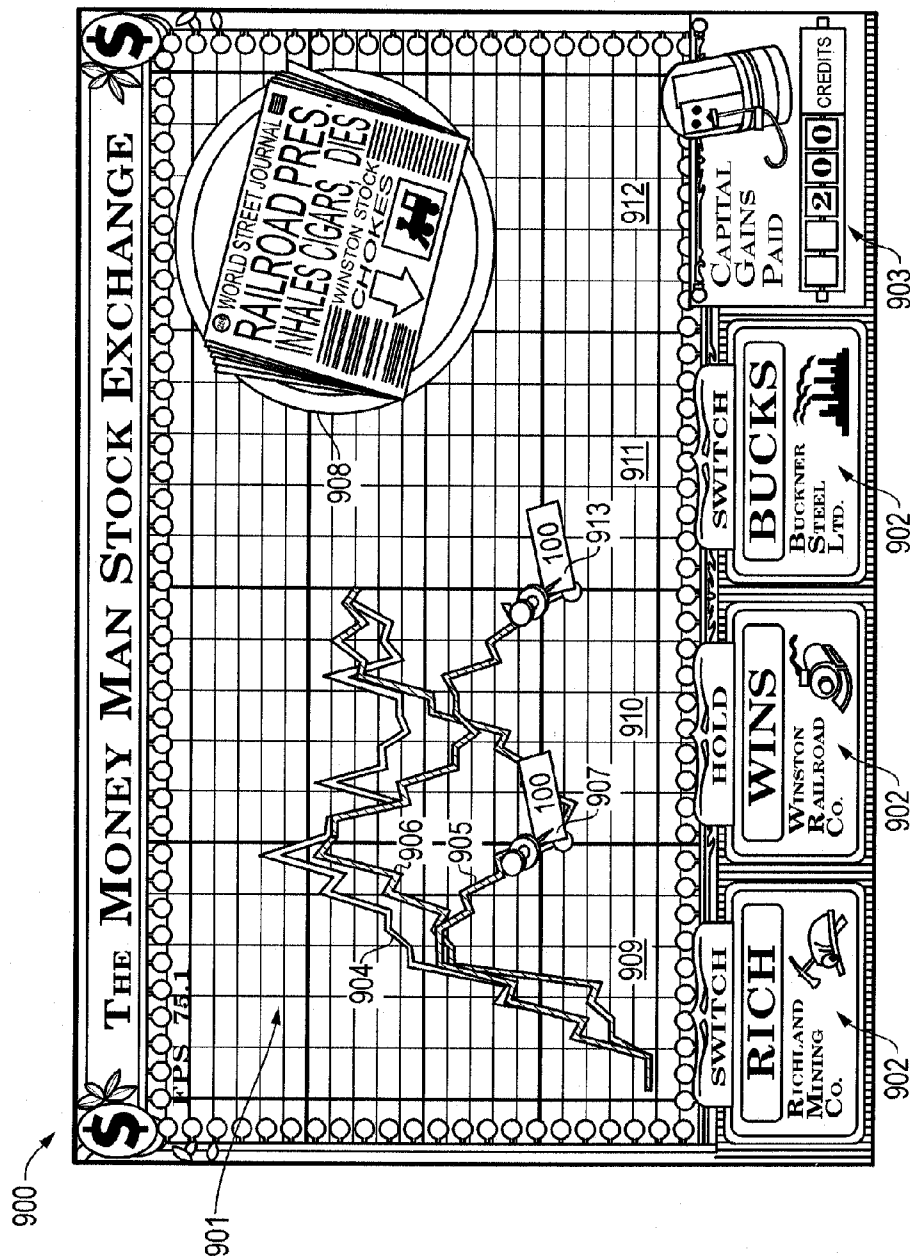 900
$ THE MONEY MAN STOCK EXCHANGE $
FPS 75.1
901
WORLD STREET JOURNAL
RAILROAD PRES.
INHALES CIGARS, DIES
WINSTON STOCK
CHOKES
908
904
906
905
100
907
100
913
909
910
911
912
SWITCH
RICH
RICHLAND
MINING
CO.
902
HOLD
WINS
WINSTON
RAILROAD
CO.
902
SWITCH
BUCKS
BUCKNER
STEEL
LTD.
902
CAPITAL
GAINS
PAID
200 CREDITS
903